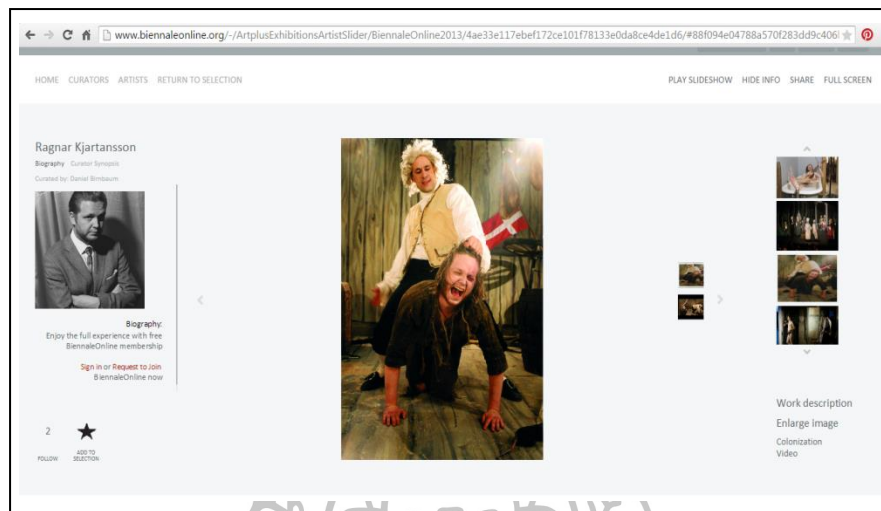 www.biennaleonline.org/-/ArtplusExhibitionsArtistSlider/BiennaleOnline2013/4ae33e117ebef172ce101f78133e0da8ce4de1d6/#88f094e04788a570f283dd9c406
HOME CURATORS ARTISTS RETURN TO SELECTION
PLAY SLIDESHOW HIDE INFO SHARE FULL SCREEN
Ragnar Kjartansson
Biography Curator Synopsis
Curated by: Daniel Birnbaum
Biography:
Enjoy the full experience with free
BiennaleOnline membership
Sign in or Request to Join
BiennaleOnline now
2
FOLLOW
ADD TO
SELECTION
Work description
Enlarge image
Colonization
Video